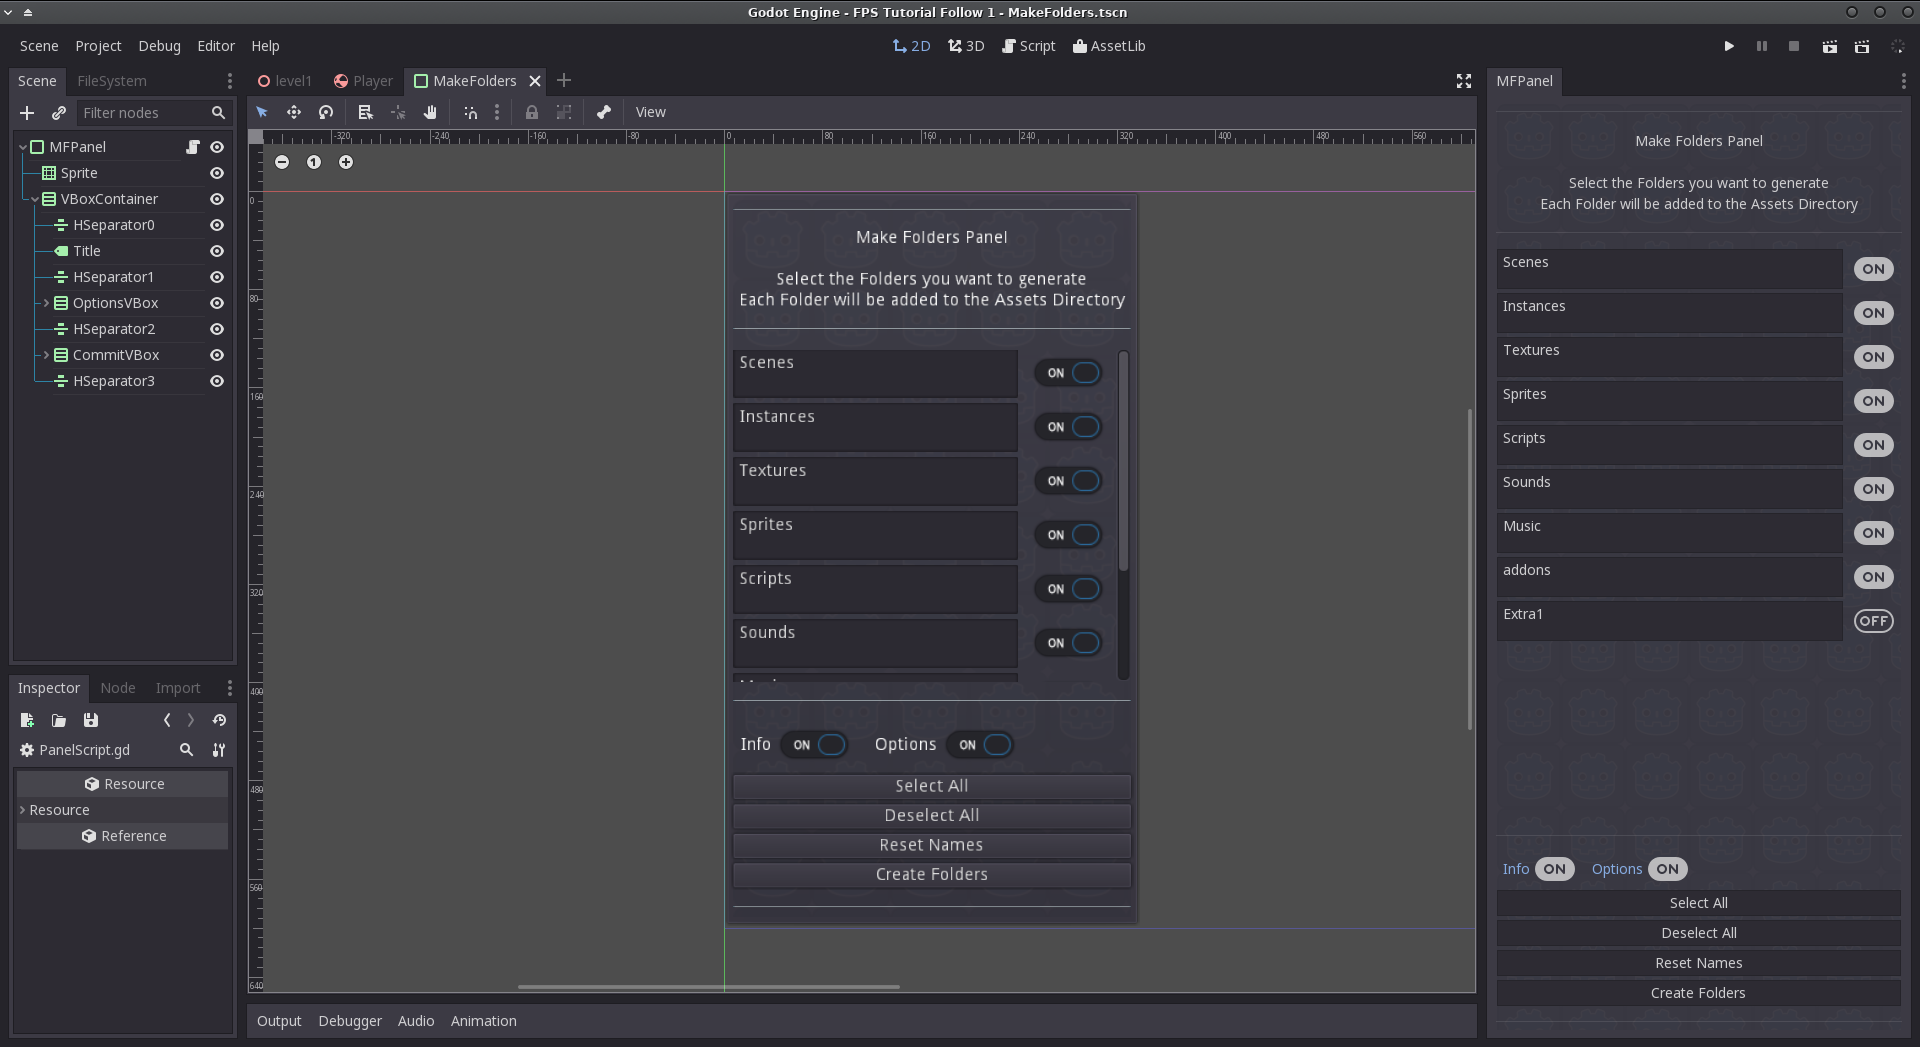 Godot Engine - FPS Tutorial Follow 1 - MakeFolders.tscn
Scene Project Debug Editor Help
2D 3D Script AssetLib
Scene FileSystem
level1 Player MakeFolders
MFPanel
Filter nodes
View
MFPanel
Sprite
VBoxContainer
HSeparator0
Title
HSeparator1
OptionsVBox
HSeparator2
CommitVBox
HSeparator3
-320 -240 -160 -80 0 80 160 240 320 400 480 560
0
80
160
240
320
400
480
560
640
1
Make Folders Panel
Select the Folders you want to generate
Each Folder will be added to the Assets Directory
Scenes ON
Instances ON
Textures ON
Sprites ON
Scripts ON
Sounds ON
Info ON Options ON
Select All
Deselect All
Reset Names
Create Folders
Inspector Node Import
PanelScript.gd
Resource
Resource
Reference
Output Debugger Audio Animation
Make Folders Panel
Select the Folders you want to generate
Each Folder will be added to the Assets Directory
Scenes ON
Instances ON
Textures ON
Sprites ON
Scripts ON
Sounds ON
Music ON
addons ON
Extra1 OFF
Info ON Options ON
Select All
Deselect All
Reset Names
Create Folders